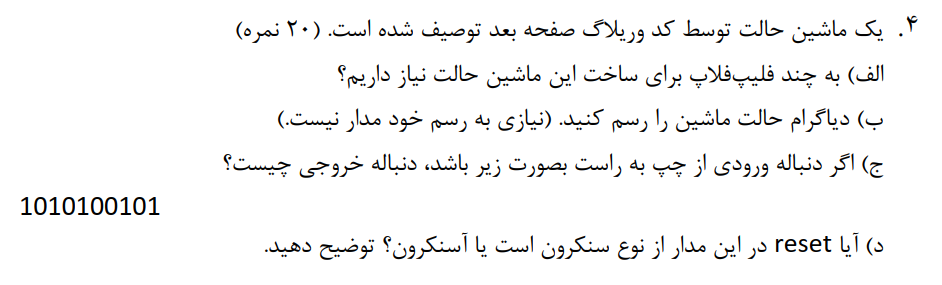 ۴. یک ماشین حالت توسط کد وریلاگ صفحه بعد توصیف شده است. (۲۰ نمره)
الف) به چند فلیپ‌فلاپ برای ساخت این ماشین حالت نیاز داریم؟
ب) دیاگرام حالت ماشین را رسم کنید. (نیازی به رسم خود مدار نیست.)
ج) اگر دنباله ورودی از چپ به راست بصورت زیر باشد، دنباله خروجی چیست؟
1010100101
د) آیا reset در این مدار از نوع سنکرون است یا آسنکرون؟ توضیح دهید.